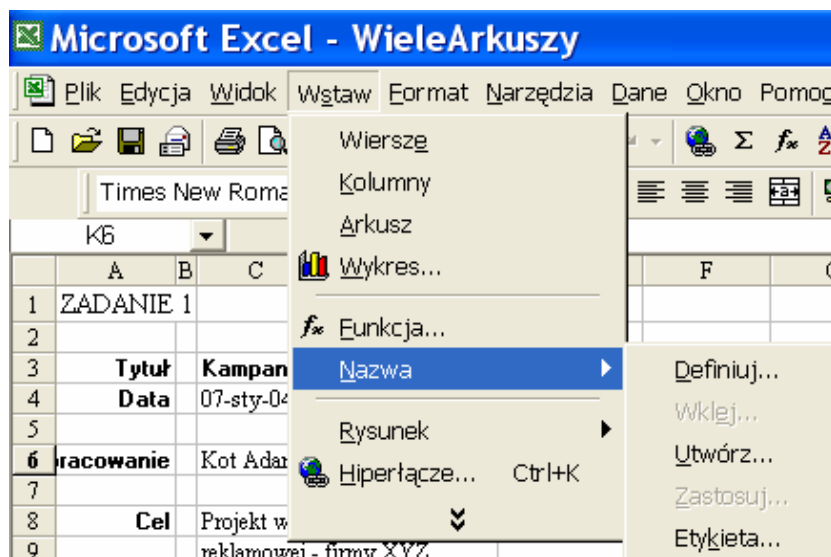 Microsoft Excel - WieleArkuszy
Plik Edycja Widok Wstaw Format Narzędzia Dane Okno
Times New Roma
K6
A B C F
1 ZADANIE 1
2
3 Tytuł Kampan
4 Data 07-sty-04
5
6 racowanie Kot Adam
7
8 Cel Projekt w
9 reklamowej - firmy XYZ
Wiersze
Kolumny
Arkusz
Wykres...
Funkcja...
Nazwa
Rysunek
Hiperłącze... Ctrl+K
Definiuj...
Wklej...
Utwórz...
Zastosuj...
Etykieta...